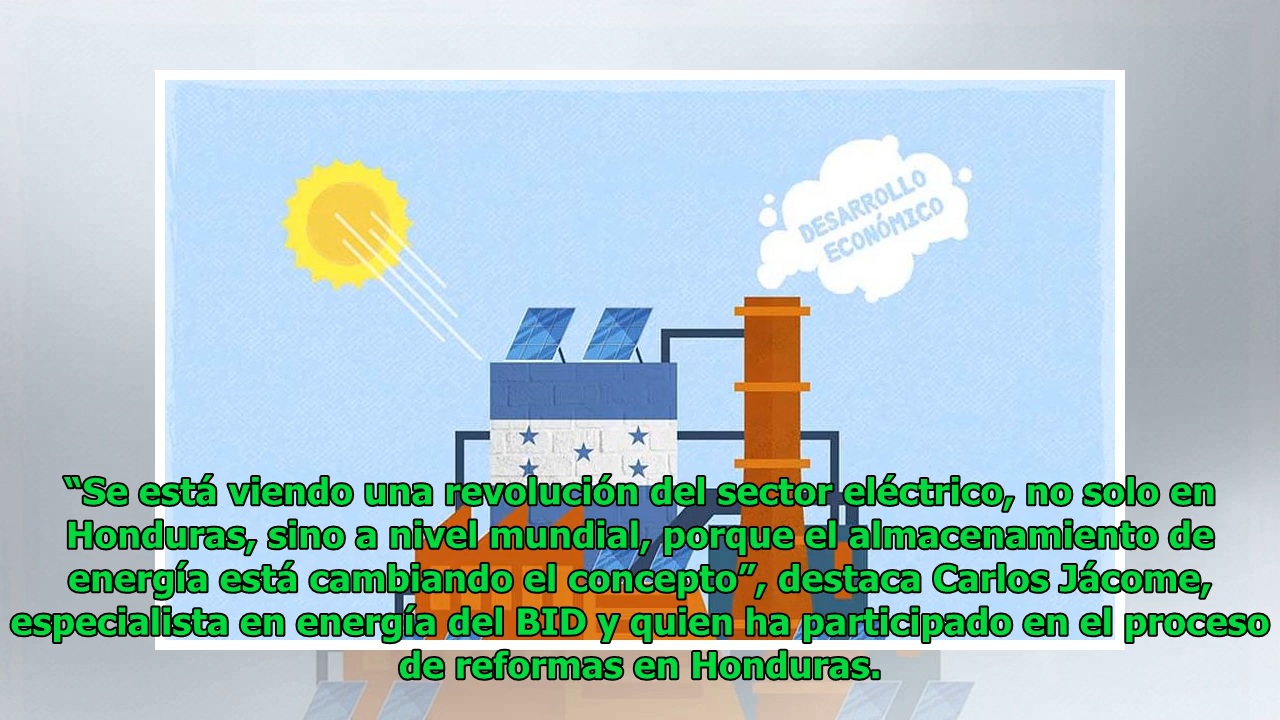 DESARROLLO
ECONÓMICO
“Se está viendo una revolución del sector eléctrico, no solo en
Honduras, sino a nivel mundial, porque el almacenamiento de
energía está cambiando el concepto”, destaca Carlos Jácome,
especialista en energía del BID y quien ha participado en el proceso
de reformas en Honduras.